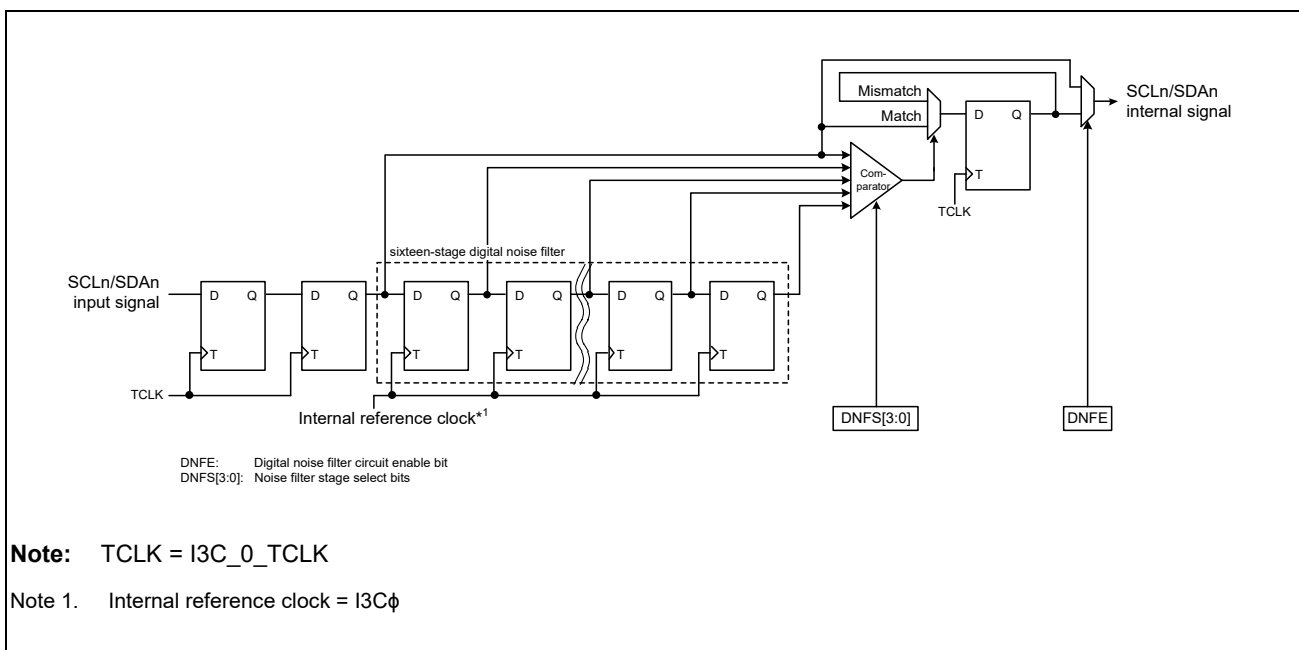 Mismatch
Match
SCLn/SDAn
internal signal
D Q
T
TCLK
Com-
parator
sixteen-stage digital noise filter
SCLn/SDAn
input signal
D Q D Q D Q D Q D Q D Q
T T T T T T
TCLK
Internal reference clock*1
DNFS[3:0] DNFE
DNFE: Digital noise filter circuit enable bit
DNFS[3:0]: Noise filter stage select bits
Note: TCLK = I3C_0_TCLK
Note 1. Internal reference clock = I3Cϕ